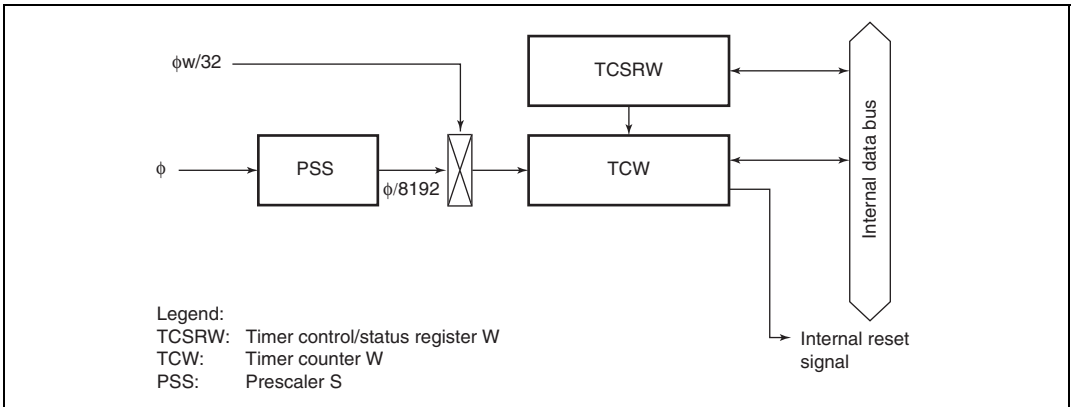 ϕw/32
TCSRW
ϕ
PSS
ϕ/8192
TCW
Internal data bus
Internal reset
signal
Legend:
TCSRW: Timer control/status register W
TCW: Timer counter W
PSS: Prescaler S